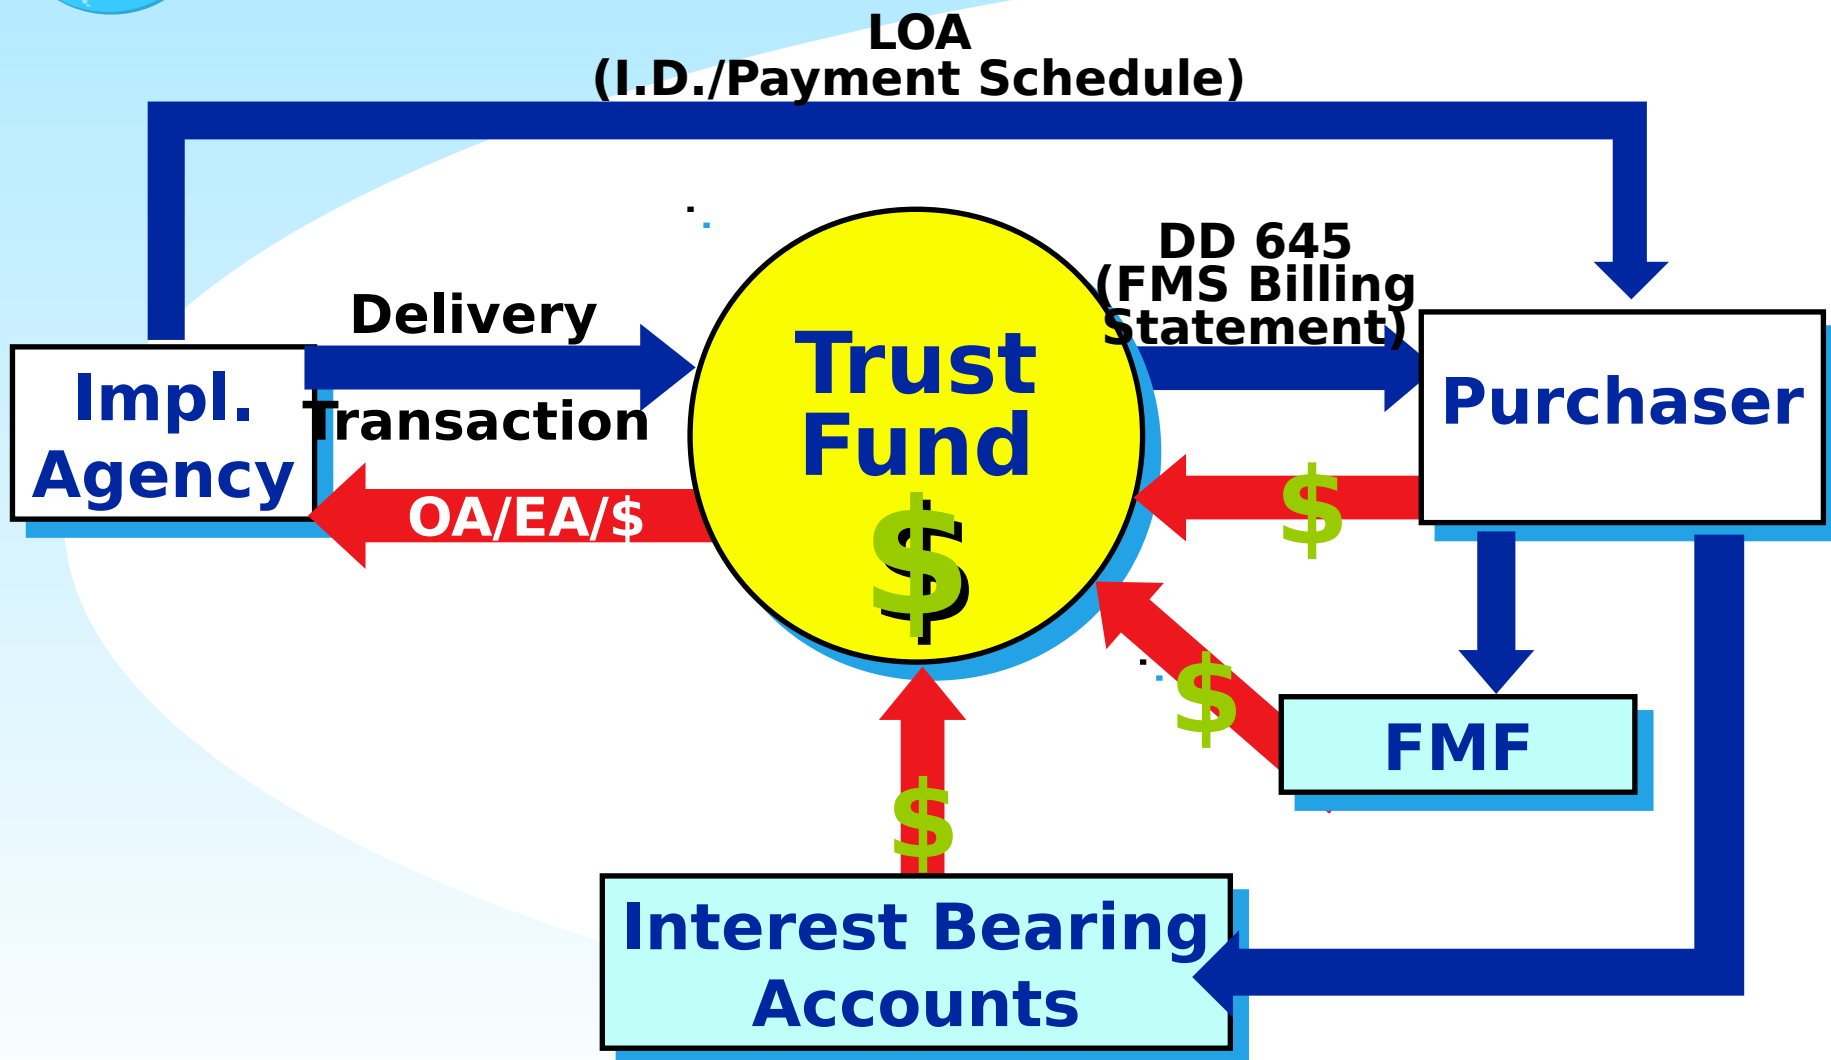 LOA
(I.D./Payment Schedule)
DD 645
(FMS Billing
Statement)
Delivery
Transaction
Impl.
Agency
OA/EA/$
Trust
Fund
$
Purchaser
$
$
FMF
$
Interest Bearing
Accounts